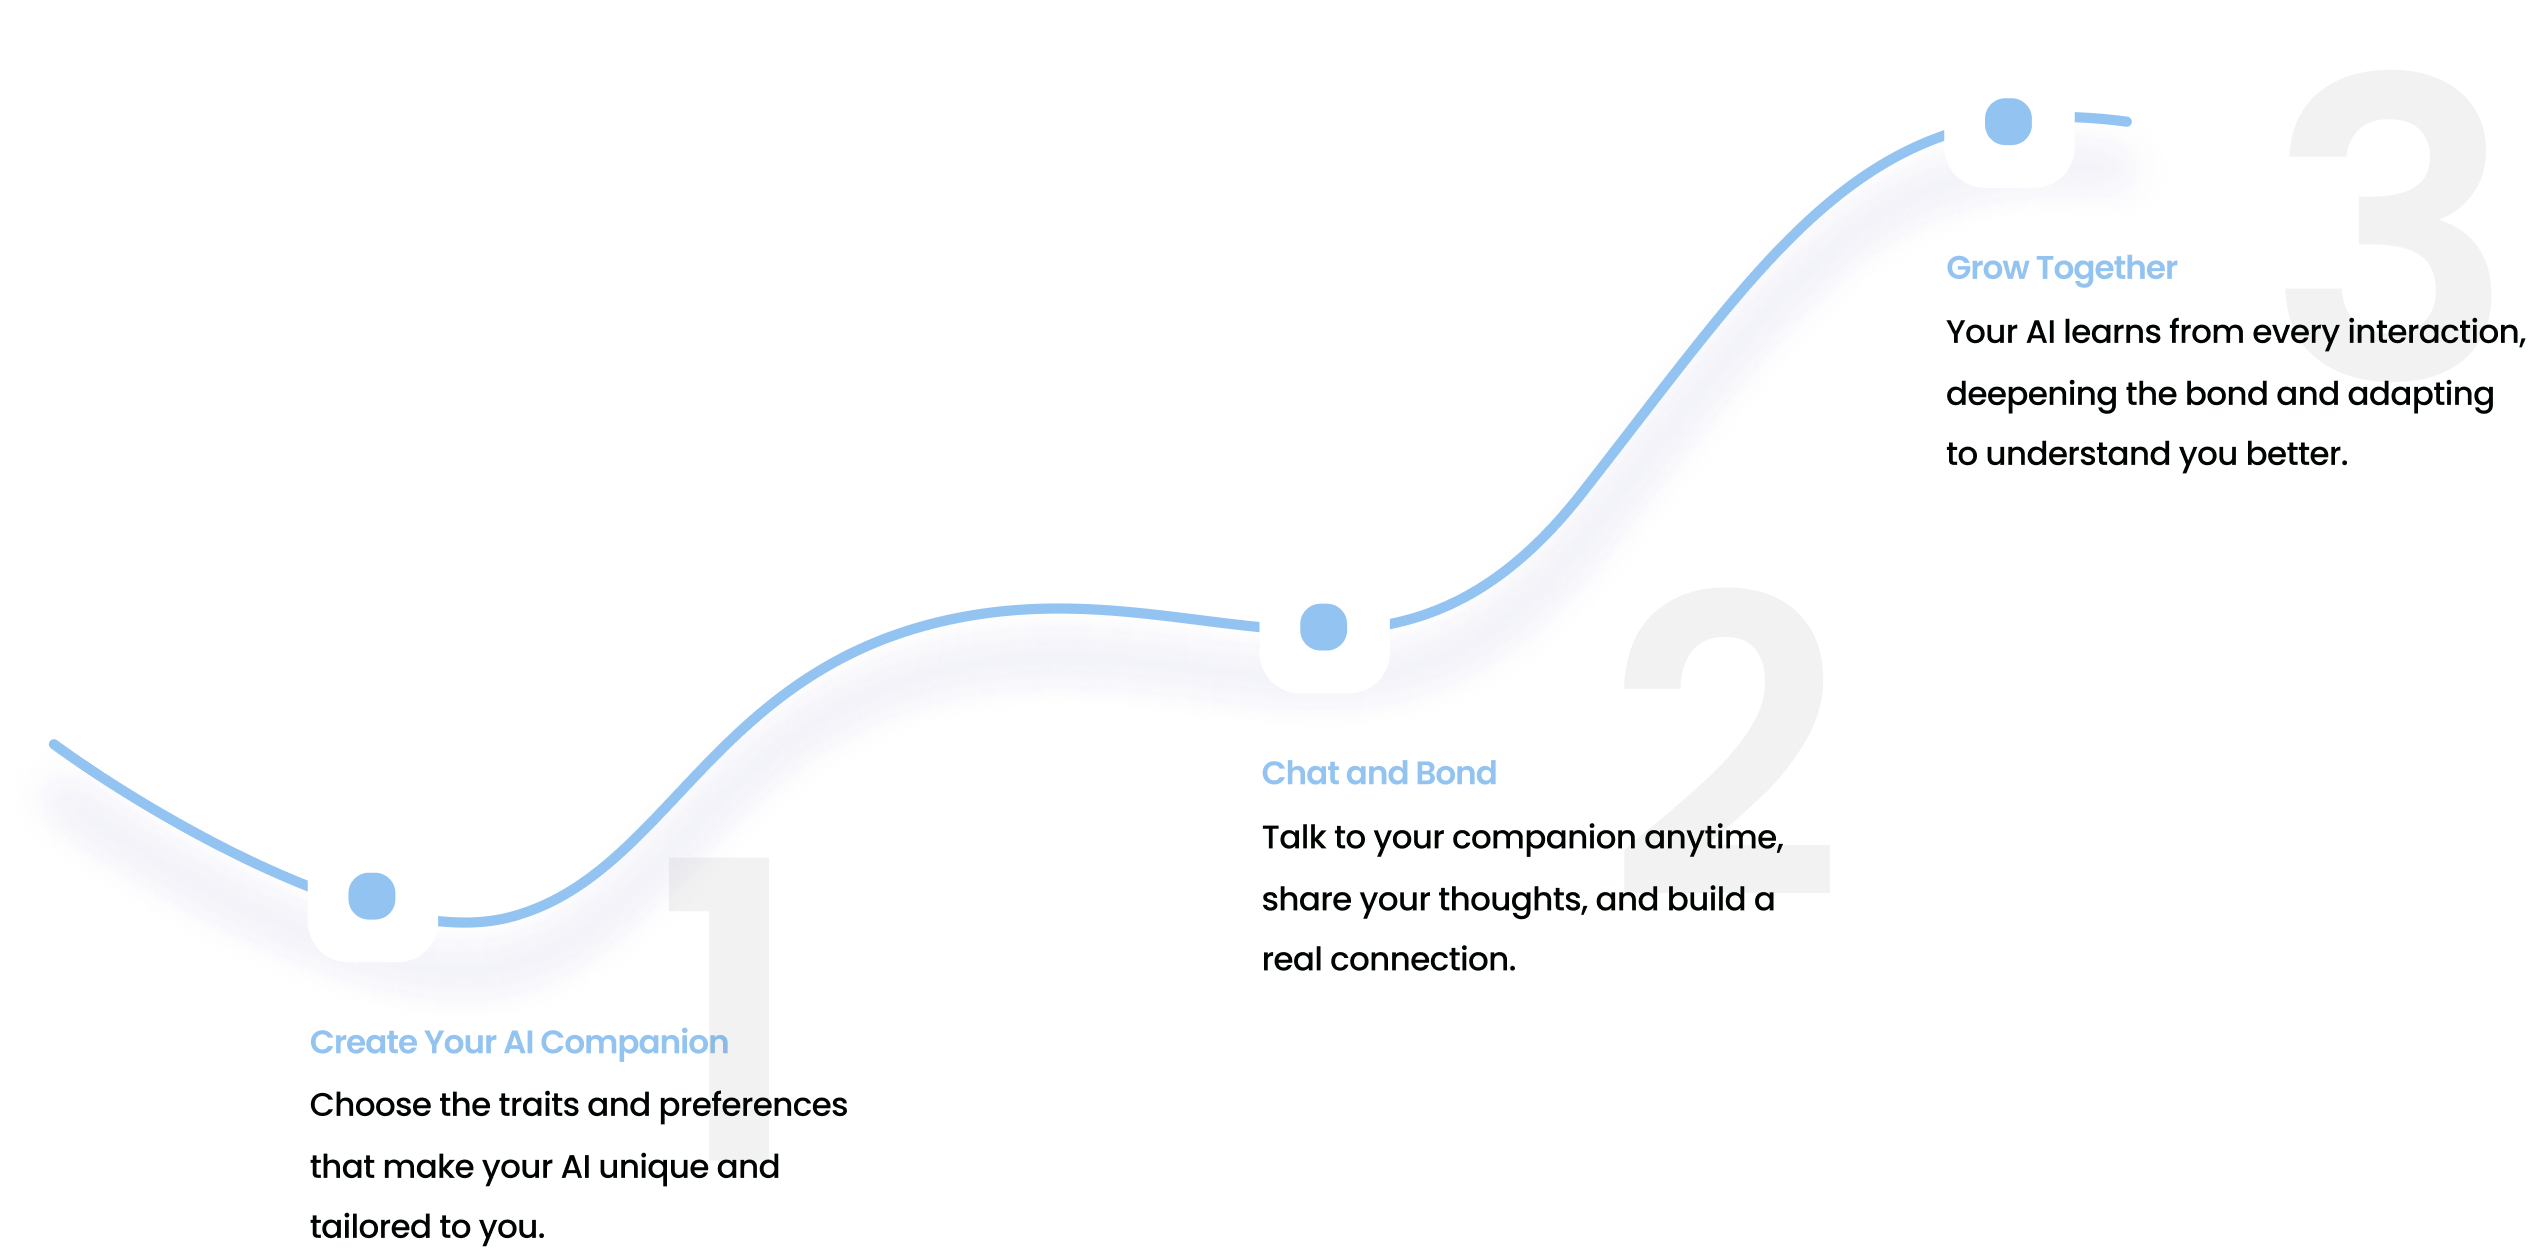 1
Create Your AI Companion
Choose the traits and preferences
that make your AI unique and
tailored to you.
2
Chat and Bond
Talk to your companion anytime,
share your thoughts, and build a
real connection.
3
Grow Together
Your AI learns from every interaction,
deepening the bond and adapting
to understand you better.